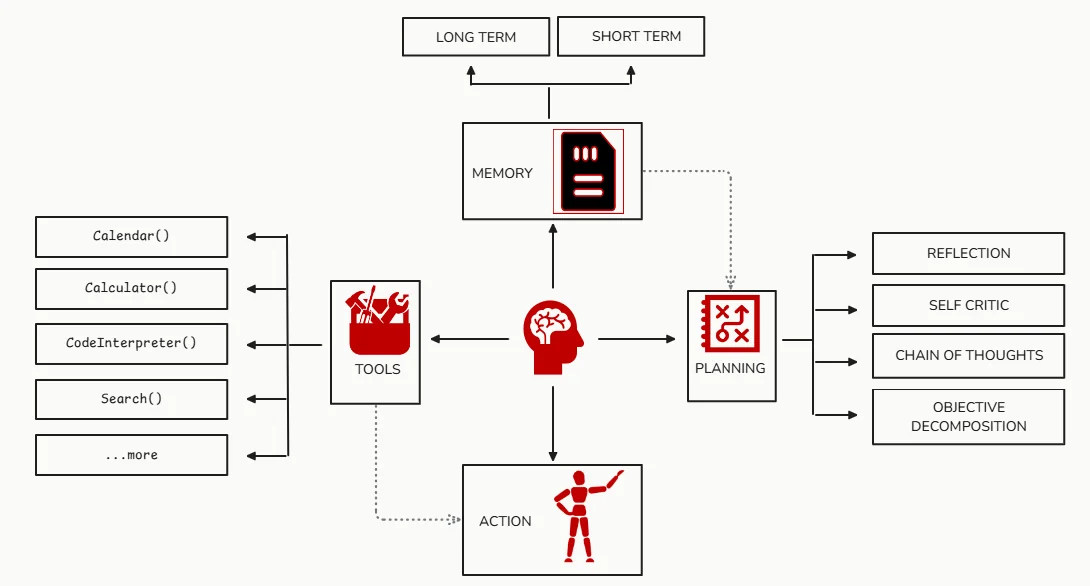 LONG TERM
SHORT TERM
MEMORY
Calendar()
Calculator()
CodeInterpreter()
Search()
...more
TOOLS
PLANNING
REFLECTION
SELF CRITIC
CHAIN OF THOUGHTS
OBJECTIVE
DECOMPOSITION
ACTION